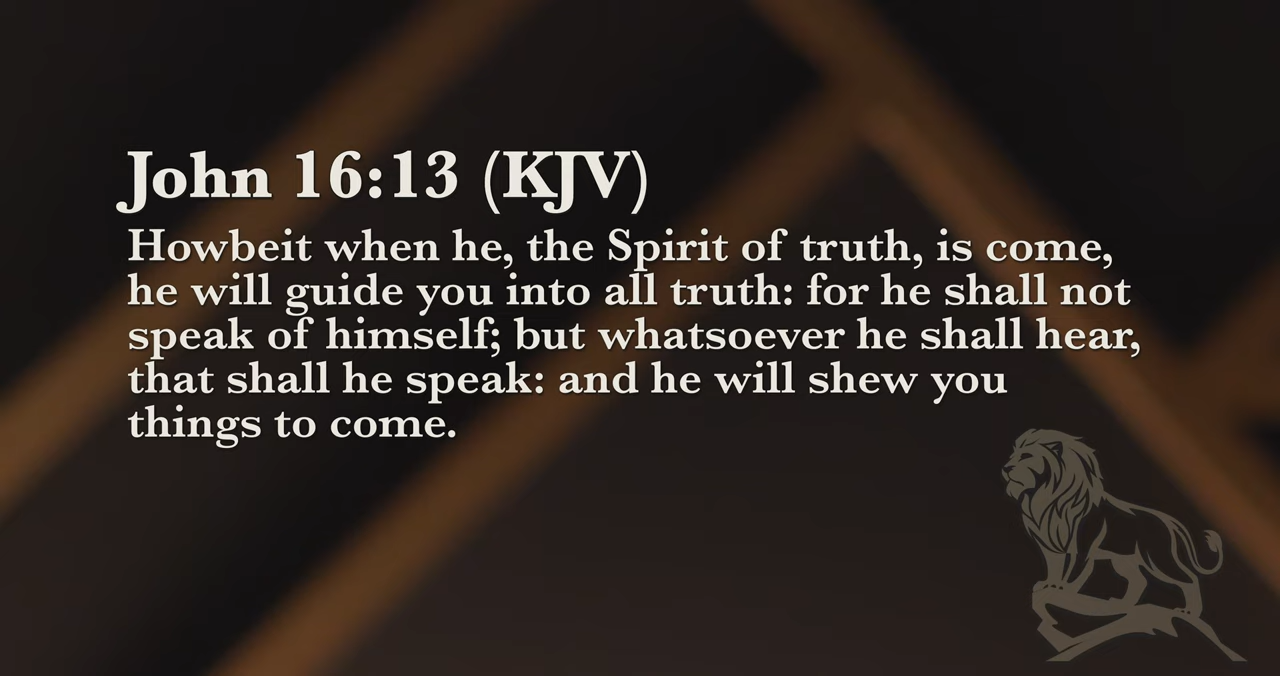 John 16:13 (KJV)
Howbeit when he, the Spirit of truth, is come,
he will guide you into all truth: for he shall not
speak of himself; but whatsoever he shall hear,
that shall he speak: and he will shew you
things to come.